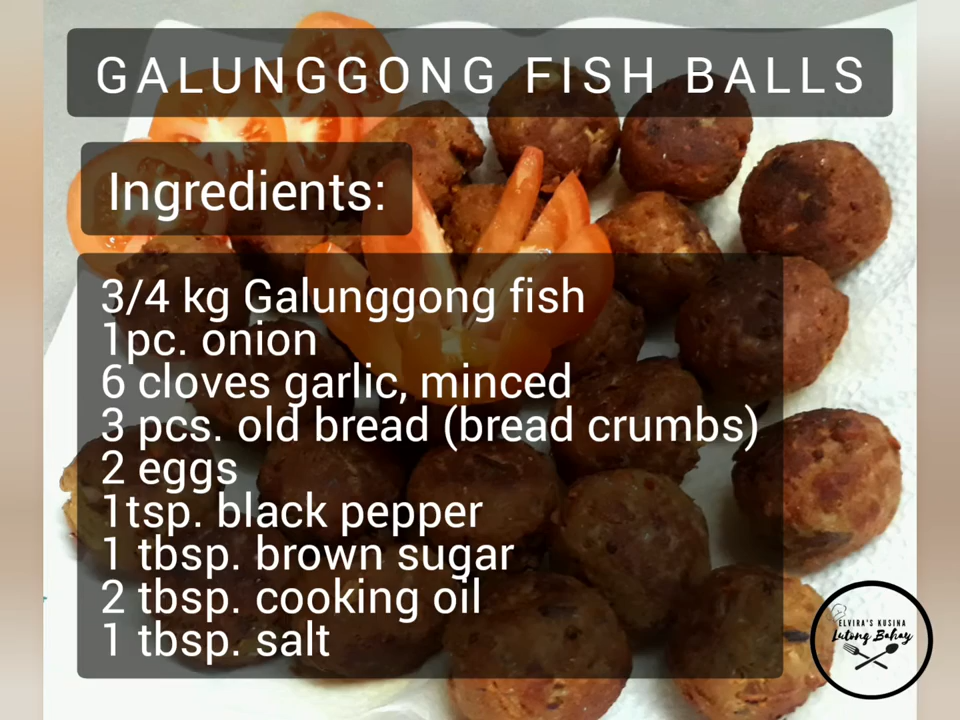 GALUNGGONG FISH BALLS
Ingredients:
3/4 kg Galunggong fish
1pc. onion
6 cloves garlic, minced
3 pcs. old bread (bread crumbs)
2 eggs
1tsp. black pepper
1 tbsp. brown sugar
2 tbsp. cooking oil
1 tbsp. salt
ELVIRA'S KUSINA
Lutong Bahay